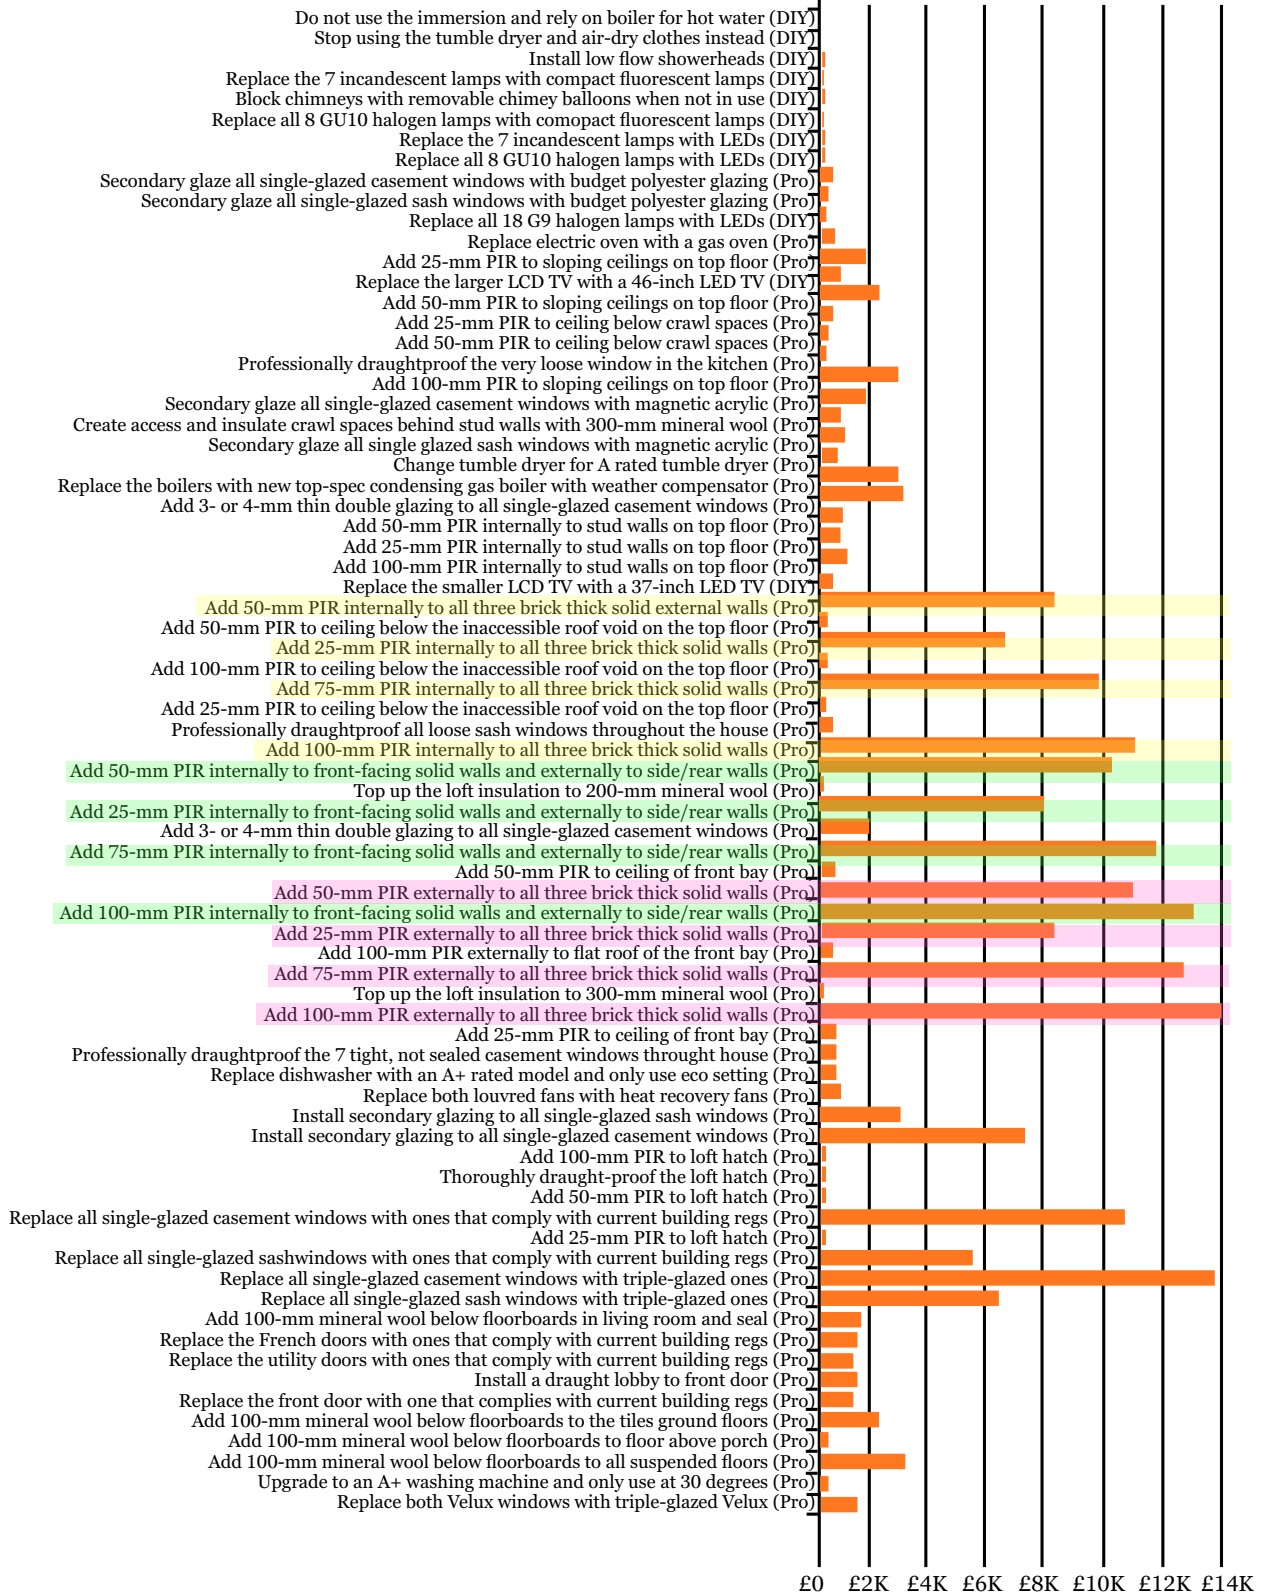 Do not use the immersion and rely on boiler for hot water (DIY)
Stop using the tumble dryer and air-dry clothes instead (DIY)
Install low flow showerheads (DIY)
Replace the 7 incandescent lamps with compact fluorescent lamps (DIY)
Block chimneys with removable chimey balloons when not in use (DIY)
Replace all 8 GU10 halogen lamps with comopact fluorescent lamps (DIY)
Replace the 7 incandescent lamps with LEDs (DIY)
Replace all 8 GU10 halogen lamps with LEDs (DIY)
Secondary glaze all single-glazed casement windows with budget polyester glazing (Pro)
Secondary glaze all single-glazed sash windows with budget polyester glazing (Pro)
Replace all 18 G9 halogen lamps with LEDs (DIY)
Replace electric oven with a gas oven (Pro)
Add 25-mm PIR to sloping ceilings on top floor (Pro)
Replace the larger LCD TV with a 46-inch LED TV (DIY)
Add 50-mm PIR to sloping ceilings on top floor (Pro)
Add 25-mm PIR to ceiling below crawl spaces (Pro)
Add 50-mm PIR to ceiling below crawl spaces (Pro)
Professionally draughtproof the very loose window in the kitchen (Pro)
Add 100-mm PIR to sloping ceilings on top floor (Pro)
Secondary glaze all single-glazed casement windows with magnetic acrylic (Pro)
Create access and insulate crawl spaces behind stud walls with 300-mm mineral wool (Pro)
Secondary glaze all single glazed sash windows with magnetic acrylic (Pro)
Change tumble dryer for A rated tumble dryer (Pro)
Replace the boilers with new top-spec condensing gas boiler with weather compensator (Pro)
Add 3- or 4-mm thin double glazing to all single-glazed casement windows (Pro)
Add 50-mm PIR internally to stud walls on top floor (Pro)
Add 25-mm PIR internally to stud walls on top floor (Pro)
Add 100-mm PIR internally to stud walls on top floor (Pro)
Replace the smaller LCD TV with a 37-inch LED TV (DIY)
Add 50-mm PIR internally to all three brick thick solid external walls (Pro)
Add 50-mm PIR to ceiling below the inaccessible roof void on the top floor (Pro)
Add 25-mm PIR internally to all three brick thick solid walls (Pro)
Add 100-mm PIR to ceiling below the inaccessible roof void on the top floor (Pro)
Add 75-mm PIR internally to all three brick thick solid walls (Pro)
Add 25-mm PIR to ceiling below the inaccessible roof void on the top floor (Pro)
Professionally draughtproof all loose sash windows throughout the house (Pro)
Add 100-mm PIR internally to all three brick thick solid walls (Pro)
Add 50-mm PIR internally to front-facing solid walls and externally to side/rear walls (Pro)
Top up the loft insulation to 200-mm mineral wool (Pro)
Add 25-mm PIR internally to front-facing solid walls and externally to side/rear walls (Pro)
Add 3- or 4-mm thin double glazing to all single-glazed casement windows (Pro)
Add 75-mm PIR internally to front-facing solid walls and externally to side/rear walls (Pro)
Add 50-mm PIR to ceiling of front bay (Pro)
Add 50-mm PIR externally to all three brick thick solid walls (Pro)
Add 100-mm PIR internally to front-facing solid walls and externally to side/rear walls (Pro)
Add 25-mm PIR externally to all three brick thick solid walls (Pro)
Add 100-mm PIR externally to flat roof of the front bay (Pro)
Add 75-mm PIR externally to all three brick thick solid walls (Pro)
Top up the loft insulation to 300-mm mineral wool (Pro)
Add 100-mm PIR externally to all three brick thick solid walls (Pro)
Add 25-mm PIR to ceiling of front bay (Pro)
Professionally draughtproof the 7 tight, not sealed casement windows throught house (Pro)
Replace dishwasher with an A+ rated model and only use eco setting (Pro)
Replace both louvred fans with heat recovery fans (Pro)
Install secondary glazing to all single-glazed sash windows (Pro)
Install secondary glazing to all single-glazed casement windows (Pro)
Add 100-mm PIR to loft hatch (Pro)
Thoroughly draught-proof the loft hatch (Pro)
Add 50-mm PIR to loft hatch (Pro)
Replace all single-glazed casement windows with ones that comply with current building regs (Pro)
Add 25-mm PIR to loft hatch (Pro)
Replace all single-glazed sashwindows with ones that comply with current building regs (Pro)
Replace all single-glazed casement windows with triple-glazed ones (Pro)
Replace all single-glazed sash windows with triple-glazed ones (Pro)
Add 100-mm mineral wool below floorboards in living room and seal (Pro)
Replace the French doors with ones that comply with current building regs (Pro)
Replace the utility doors with ones that comply with current building regs (Pro)
Install a draught lobby to front door (Pro)
Replace the front door with one that complies with current building regs (Pro)
Add 100-mm mineral wool below floorboards to the tiles ground floors (Pro)
Add 100-mm mineral wool below floorboards to floor above porch (Pro)
Add 100-mm mineral wool below floorboards to all suspended floors (Pro)
Upgrade to an A+ washing machine and only use at 30 degrees (Pro)
Replace both Velux windows with triple-glazed Velux (Pro)
£0 £2K £4K £6K £8K £10K £12K £14K